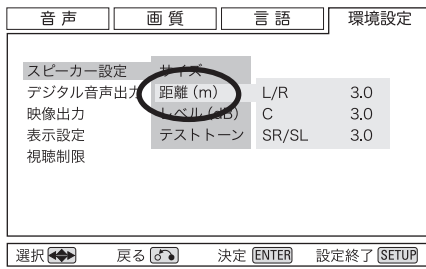 音声 画質 言語 環境設定
スピーカー設定 サイズ
デジタル音声出力 距離(m) L/R 3.0
映像出力 レベル(dB) C 3.0
表示設定 テストトーン SR/SL 3.0
視聴制限
選択 戻る 決定 ENTER 設定終了 SETUP